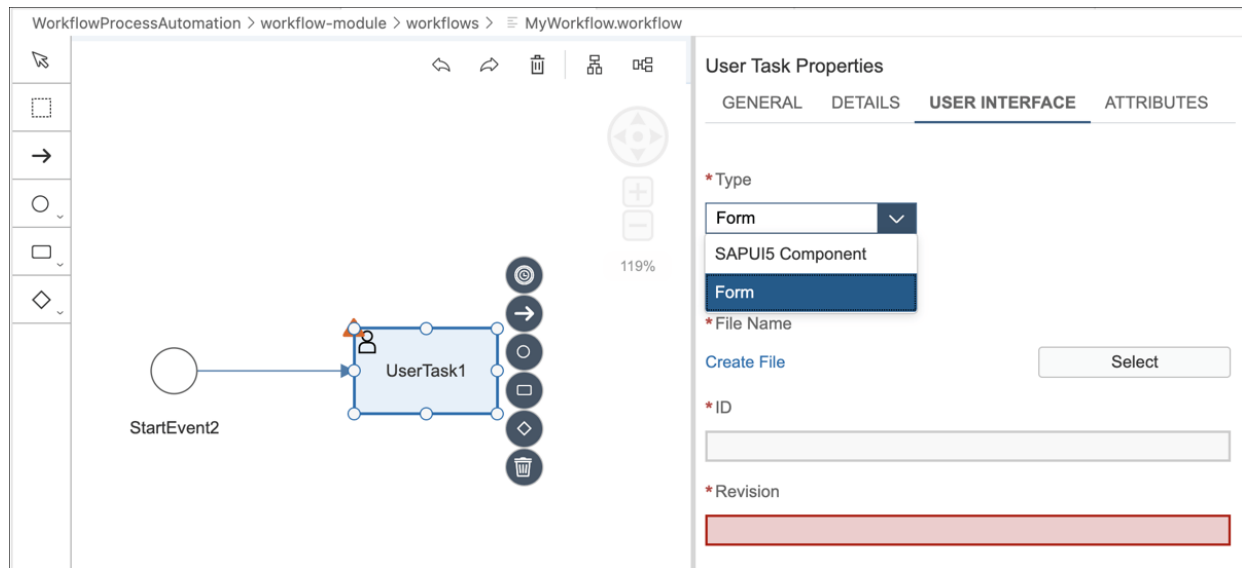 WorkflowProcessAutomation > workflow-module > workflows > MyWorkflow.workflow
119%
UserTask1
StartEvent2
User Task Properties
GENERAL DETAILS USER INTERFACE ATTRIBUTES
*Type
Form
SAPUI5 Component
Form
*File Name
Create File Select
*ID
*Revision